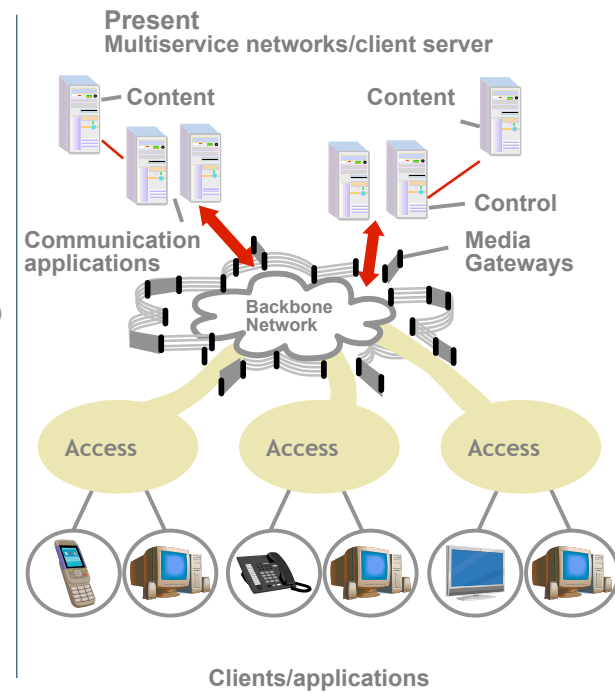 Present
Multiservice networks/client server
Content
Content
Control
Communication
applications
Media
Gateways
Backbone
Network
Access
Access
Access
Clients/applications